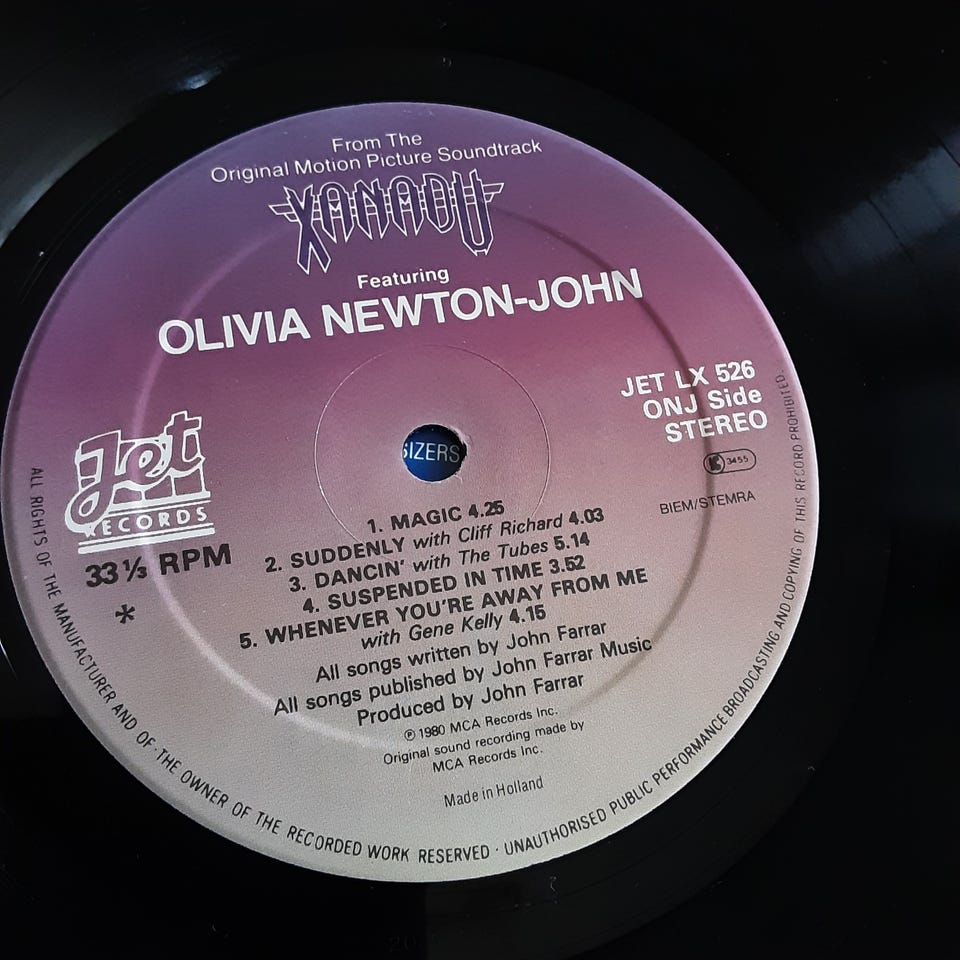 From The
Original Motion Picture Soundtrack
XANADU
Featuring
OLIVIA NEWTON-JOHN
JET LX 526
ONJ Side
STEREO
K 3455
BIEM/STEMRA
Jet
RECORDS
33⅓ RPM
*
SIZERS
1. MAGIC 4.25
2. SUDDENLY with Cliff Richard 4.03
3. DANCIN' with The Tubes 5.14
4. SUSPENDED IN TIME 3.52
5. WHENEVER YOU'RE AWAY FROM ME
with Gene Kelly 4.15
All songs written by John Farrar
All songs published by John Farrar Music
Produced by John Farrar
℗ 1980 MCA Records Inc.
Original sound recording made by
MCA Records Inc.
Made in Holland
ALL RIGHTS OF THE MANUFACTURER AND OF THE OWNER OF THE RECORDED WORK RESERVED · UNAUTHORISED PUBLIC PERFORMANCE BROADCASTING AND COPYING OF THIS RECORD PROHIBITED.